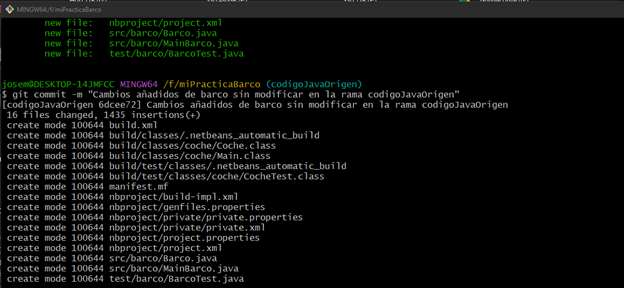 MINGW64:/f/miPracticaBarco
new file:   nbproject/project.xml
new file:   src/barco/Barco.java
new file:   src/barco/MainBarco.java
new file:   test/barco/BarcoTest.java
josem@DESKTOP-14JMFCC MINGW64 /f/miPracticaBarco (codigoJavaOrigen)
$ git commit -m "Cambios añadidos de barco sin modificar en la rama codigoJavaOrigen"
[codigoJavaOrigen 6dcee72] Cambios añadidos de barco sin modificar en la rama codigoJavaOrigen
16 files changed, 1435 insertions(+)
create mode 100644 build.xml
create mode 100644 build/classes/.netbeans_automatic_build
create mode 100644 build/classes/coche/Coche.class
create mode 100644 build/classes/coche/Main.class
create mode 100644 build/test/classes/.netbeans_automatic_build
create mode 100644 build/test/classes/coche/CocheTest.class
create mode 100644 manifest.mf
create mode 100644 nbproject/build-impl.xml
create mode 100644 nbproject/genfiles.properties
create mode 100644 nbproject/private/private.properties
create mode 100644 nbproject/private/private.xml
create mode 100644 nbproject/project.properties
create mode 100644 nbproject/project.xml
create mode 100644 src/barco/Barco.java
create mode 100644 src/barco/MainBarco.java
create mode 100644 test/barco/BarcoTest.java